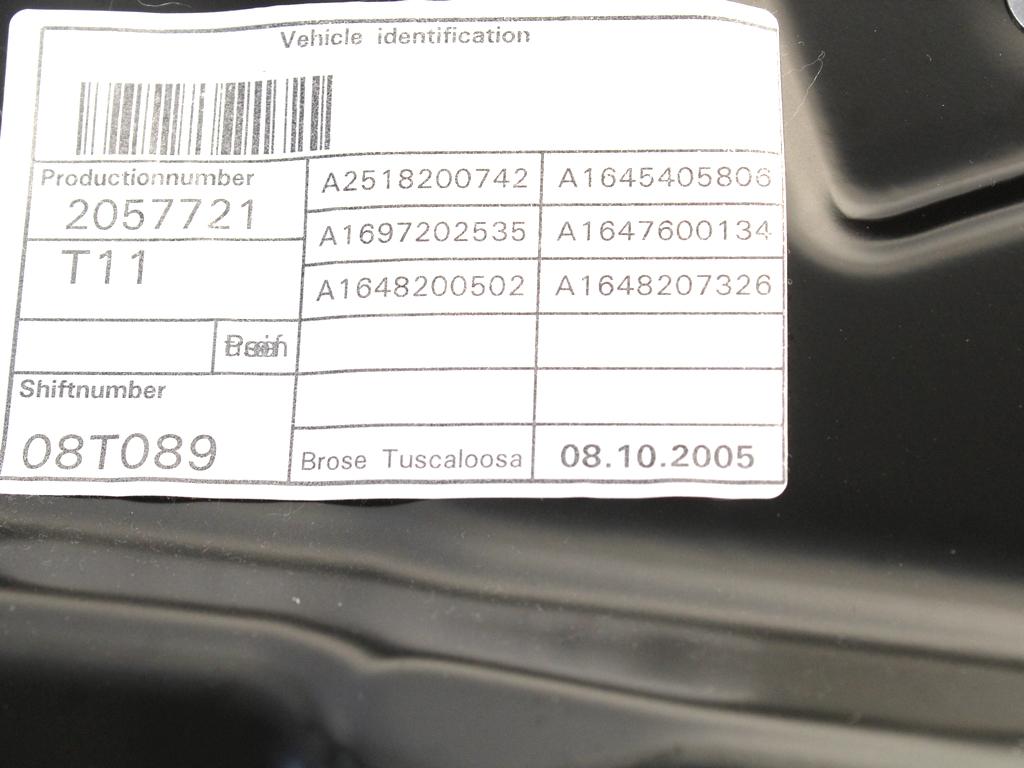 Vehicle identification
Productionnumber
2057721
T11
A2518200742
A1645405806
A1697202535
A1647600134
A1648200502
A1648207326
Shiftnumber
08T089
Brose Tuscaloosa
08.10.2005